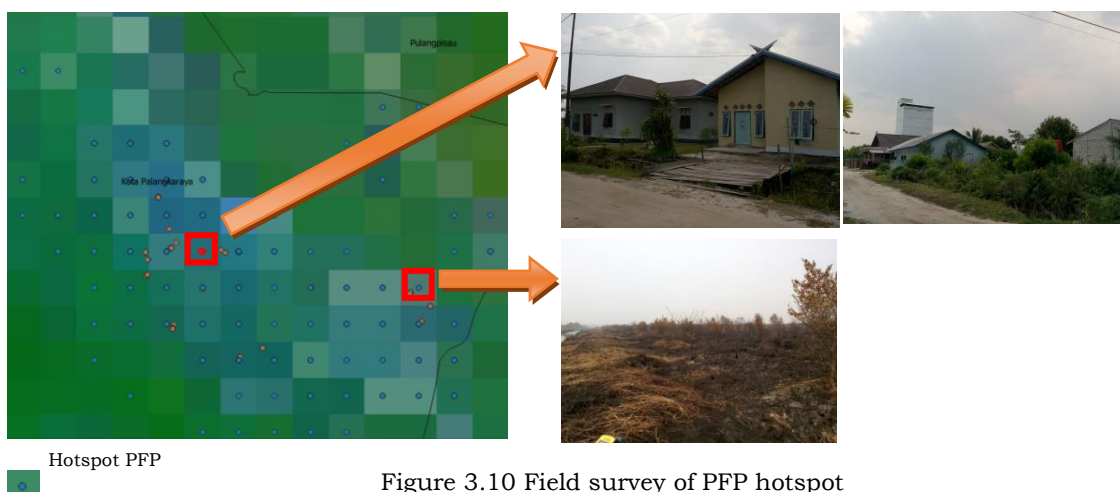 Pulangpisau
Kota Palangkaraya
Hotspot PFP
Figure 3.10 Field survey of PFP hotspot